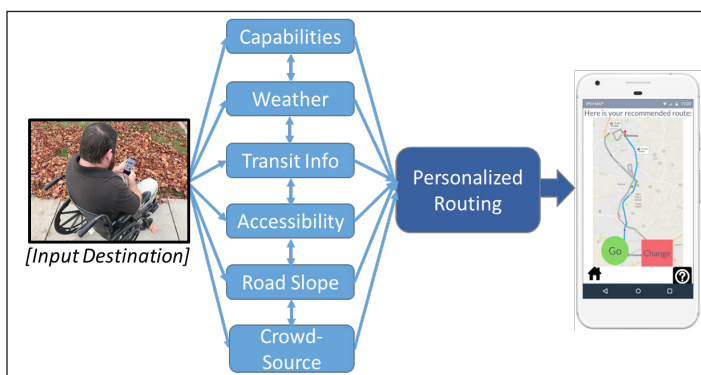 Capabilities
Weather
Transit Info
Accessibility
Road Slope
Crowd-
Source
[Input Destination]
Personalized
Routing
Here is your recommended route:
Go
Change
?